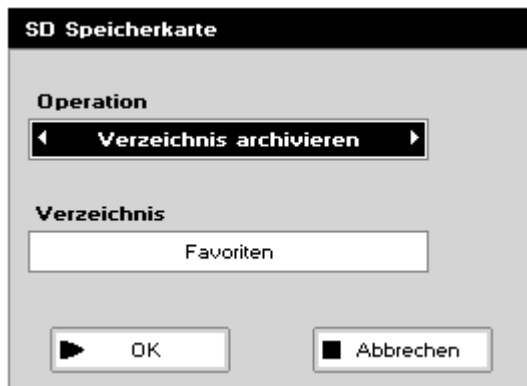 SD Speicherkarte
Operation
Verzeichnis archivieren
Verzeichnis
Favoriten
OK
Abbrechen